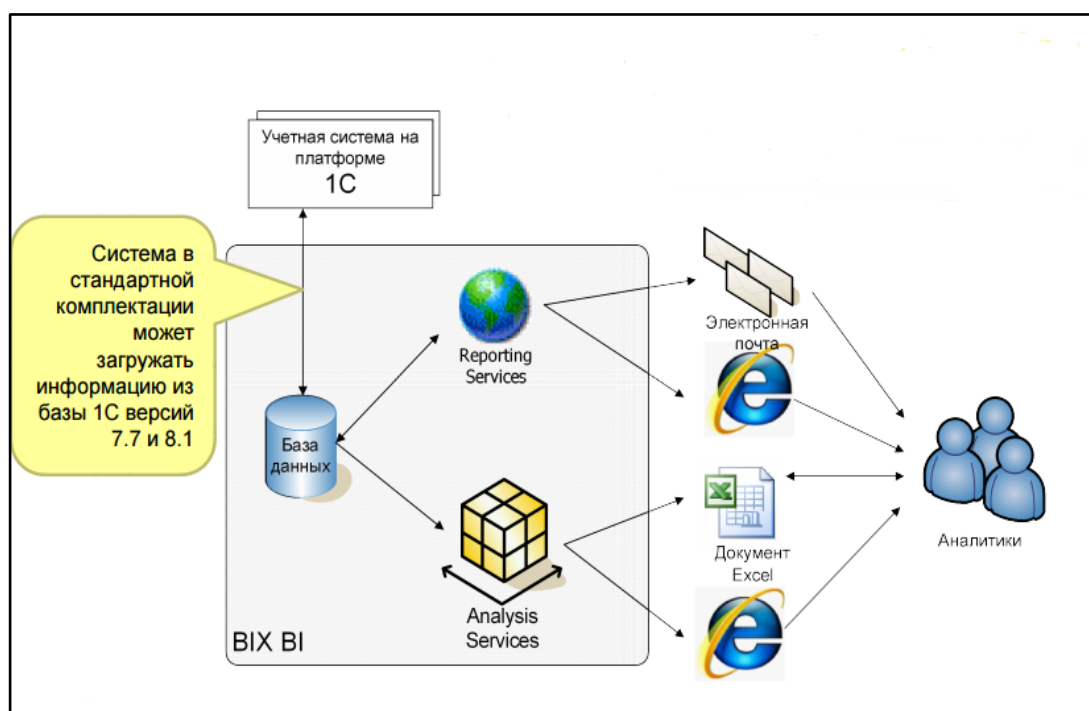 Учетная система на
платформе
1С
Система в
стандартной
комплектации
может
загружать
информацию из
базы 1С версий
7.7 и 8.1
База
данных
Reporting
Services
Analysis
Services
BIX BI
Электронная
почта
Документ
Excel
Аналитики